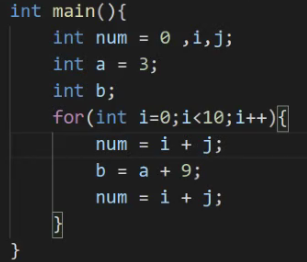 int main(){
    int num = 0 ,i,j;
    int a = 3;
    int b;
    for(int i=0;i<10;i++){
        num = i + j;
        b = a + 9;
        num = i + j;
    }
}